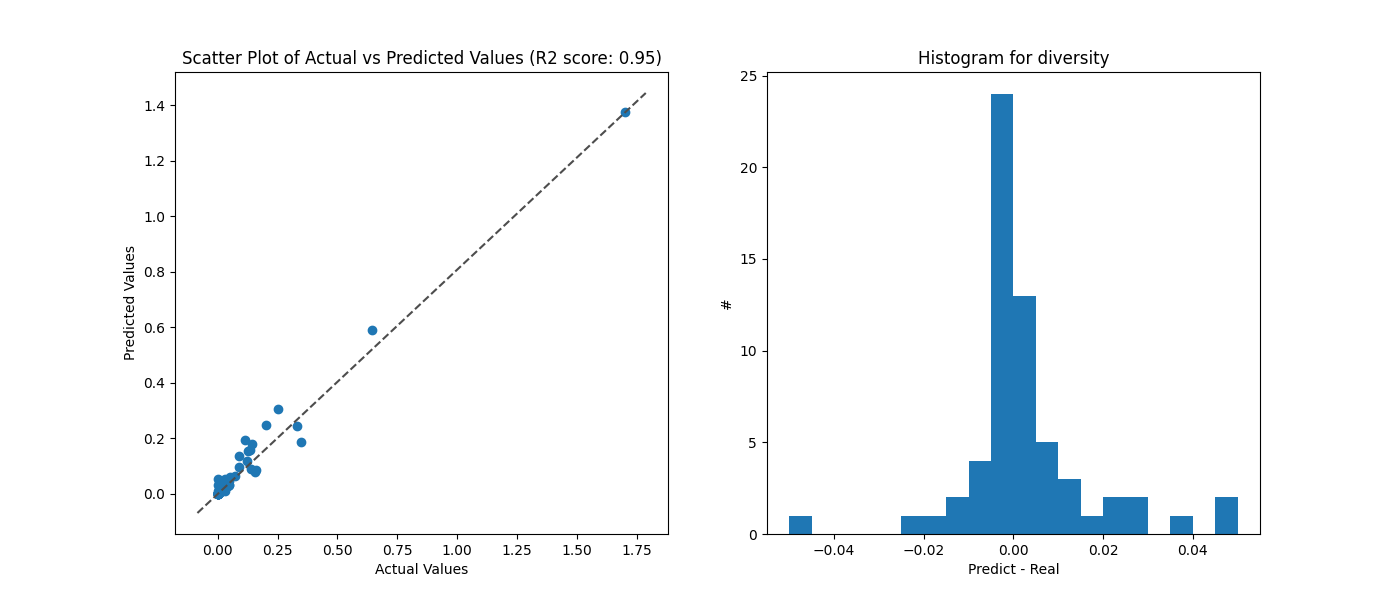 Scatter Plot of Actual vs Predicted Values (R2 score: 0.95)
1.4
1.2
1.0
0.8
0.6
0.4
0.2
0.0
Predicted Values
0.00 0.25 0.50 0.75 1.00 1.25 1.50 1.75
Actual Values
Histogram for diversity
25
20
15
10
5
0
#
−0.04 −0.02 0.00 0.02 0.04
Predict - Real